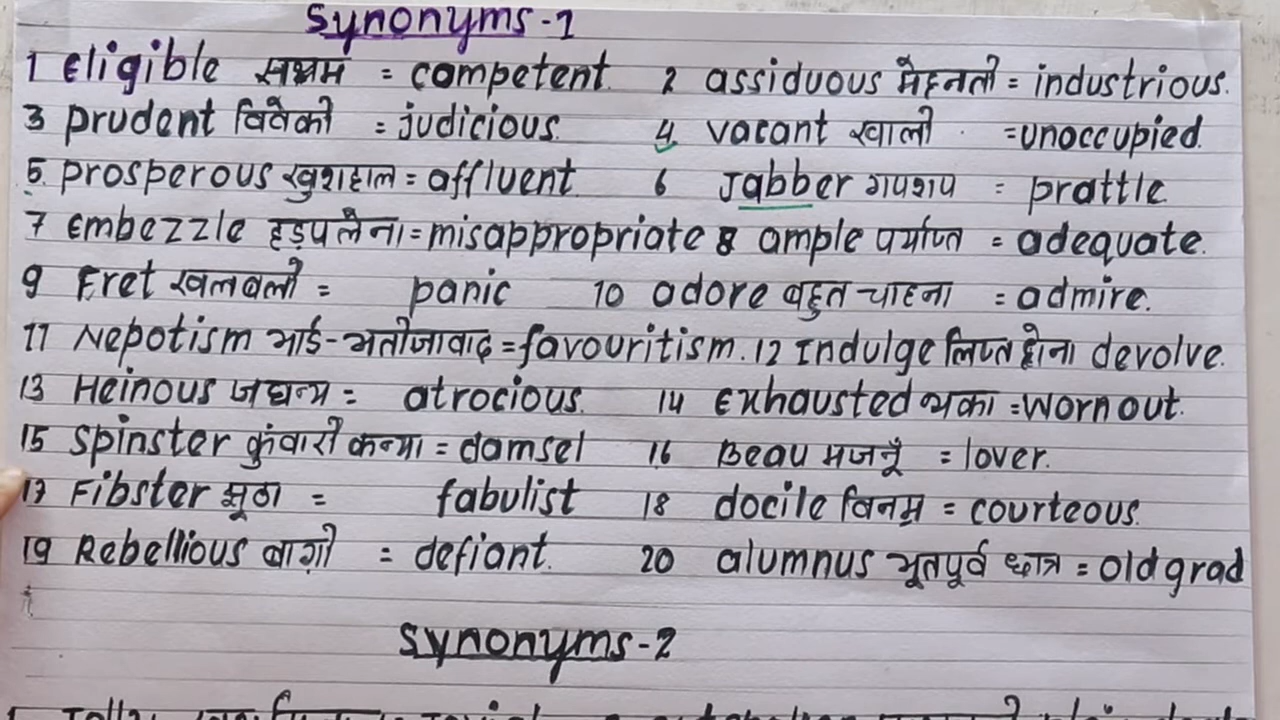 Synonyms-1
1 Eligible सक्षम = competent. 2 assiduous मेहनती = industrious.
3 Prudent विवेकी = judicious. 4 vacant खाली = unoccupied.
5. Prosperous खुशहाल = affluent. 6 Jabber गपशप = prattle
7 Embezzle हड़पलेना = misappropriate 8 ample पर्याप्त = adequate.
9 Fret खलबली = panic 10 adore बहुत चाहना = admire.
11 Nepotism भाई-भतीजावाद = favouritism. 12 Indulge लिप्त होना devolve.
13 Heinous जघन्य = atrocious. 14 Exhausted थका = worn out.
15 Spinster कुंवारी कन्या = damsel 16 Beau मजनूँ = lover.
17 Fibster झूठा = fabulist 18 docile विनम्र = courteous.
19 Rebellious बाग़ी = defiant. 20 alumnus भूतपूर्व छात्र = old grad
Synonyms-2